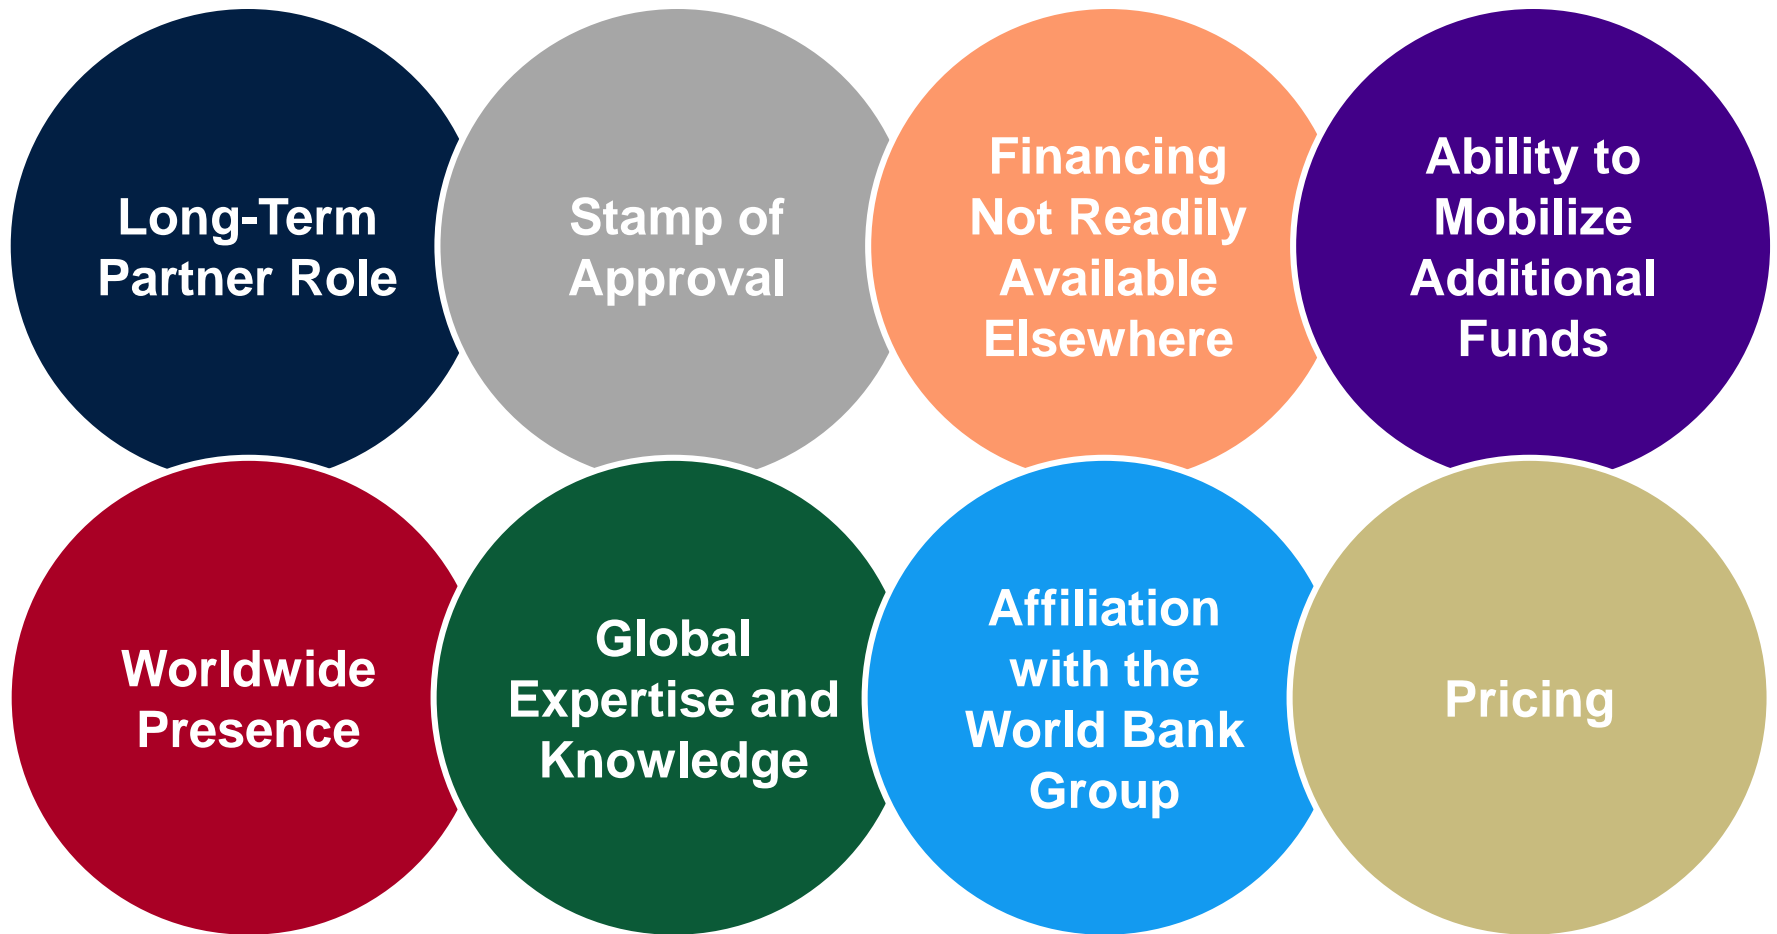 Long-Term
Partner Role
Stamp of
Approval
Financing
Not Readily
Available
Elsewhere
Ability to
Mobilize
Additional
Funds
Worldwide
Presence
Global
Expertise and
Knowledge
Affiliation
with the
World Bank
Group
Pricing